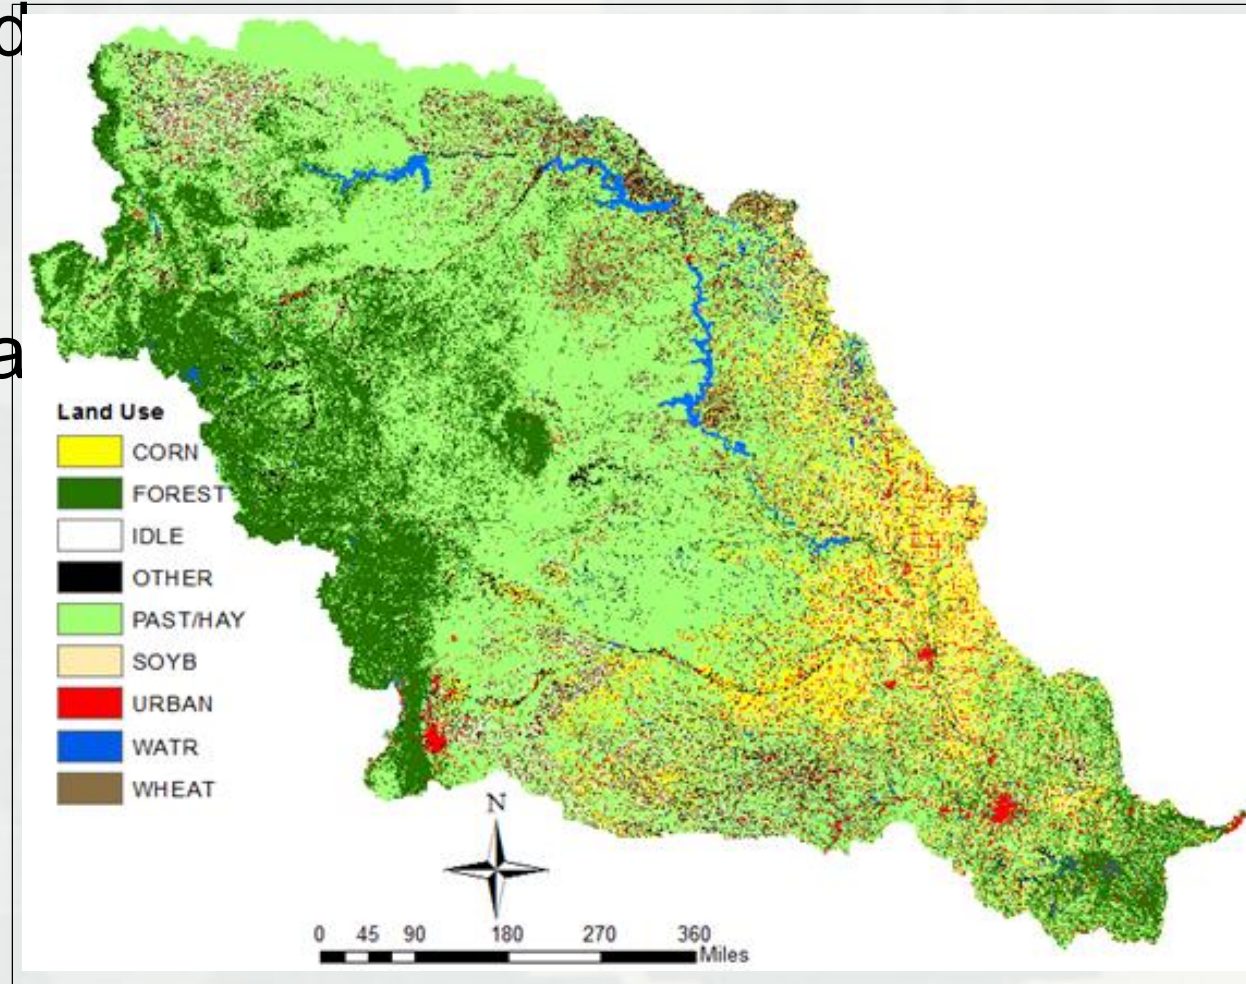 d
a
Land Use
CORN
FOREST
IDLE
OTHER
PAST/HAY
SOYB
URBAN
WATR
WHEAT
N
0 45 90 180 270 360
Miles